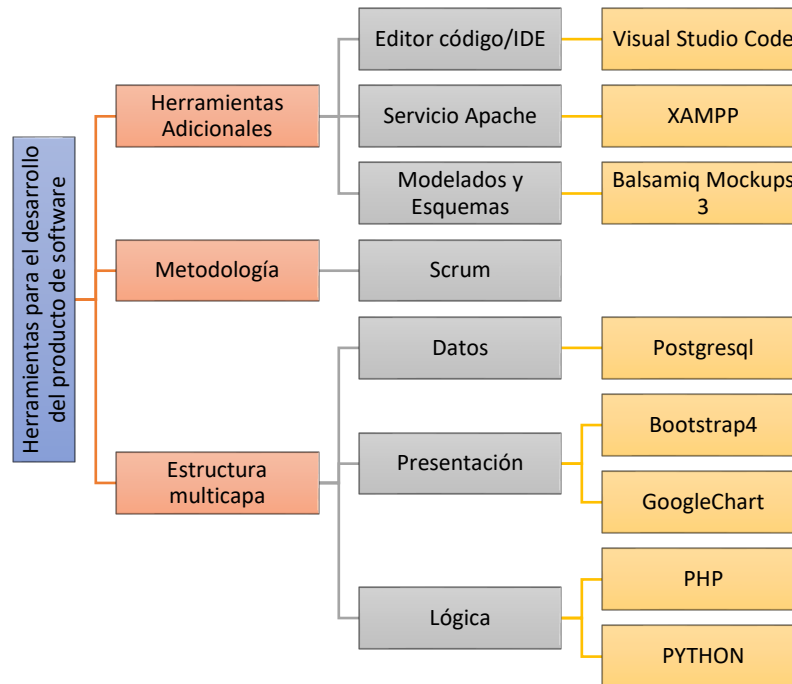 Herramientas para el desarrollo
del producto de software
Herramientas
Adicionales
Editor código/IDE
Visual Studio Code
Servicio Apache
XAMPP
Modelados y
Esquemas
Balsamiq Mockups
3
Metodología
Scrum
Estructura
multicapa
Datos
Postgresql
Presentación
Bootstrap4
GoogleChart
Lógica
PHP
PYTHON